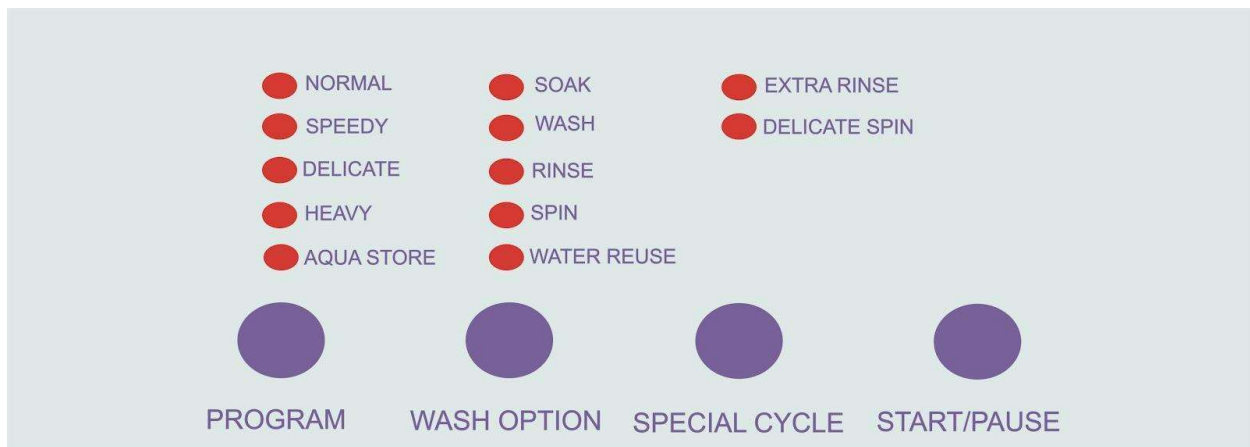 NORMAL
SPEEDY
DELICATE
HEAVY
AQUA STORE
SOAK
WASH
RINSE
SPIN
WATER REUSE
EXTRA RINSE
DELICATE SPIN
PROGRAM
WASH OPTION
SPECIAL CYCLE
START/PAUSE